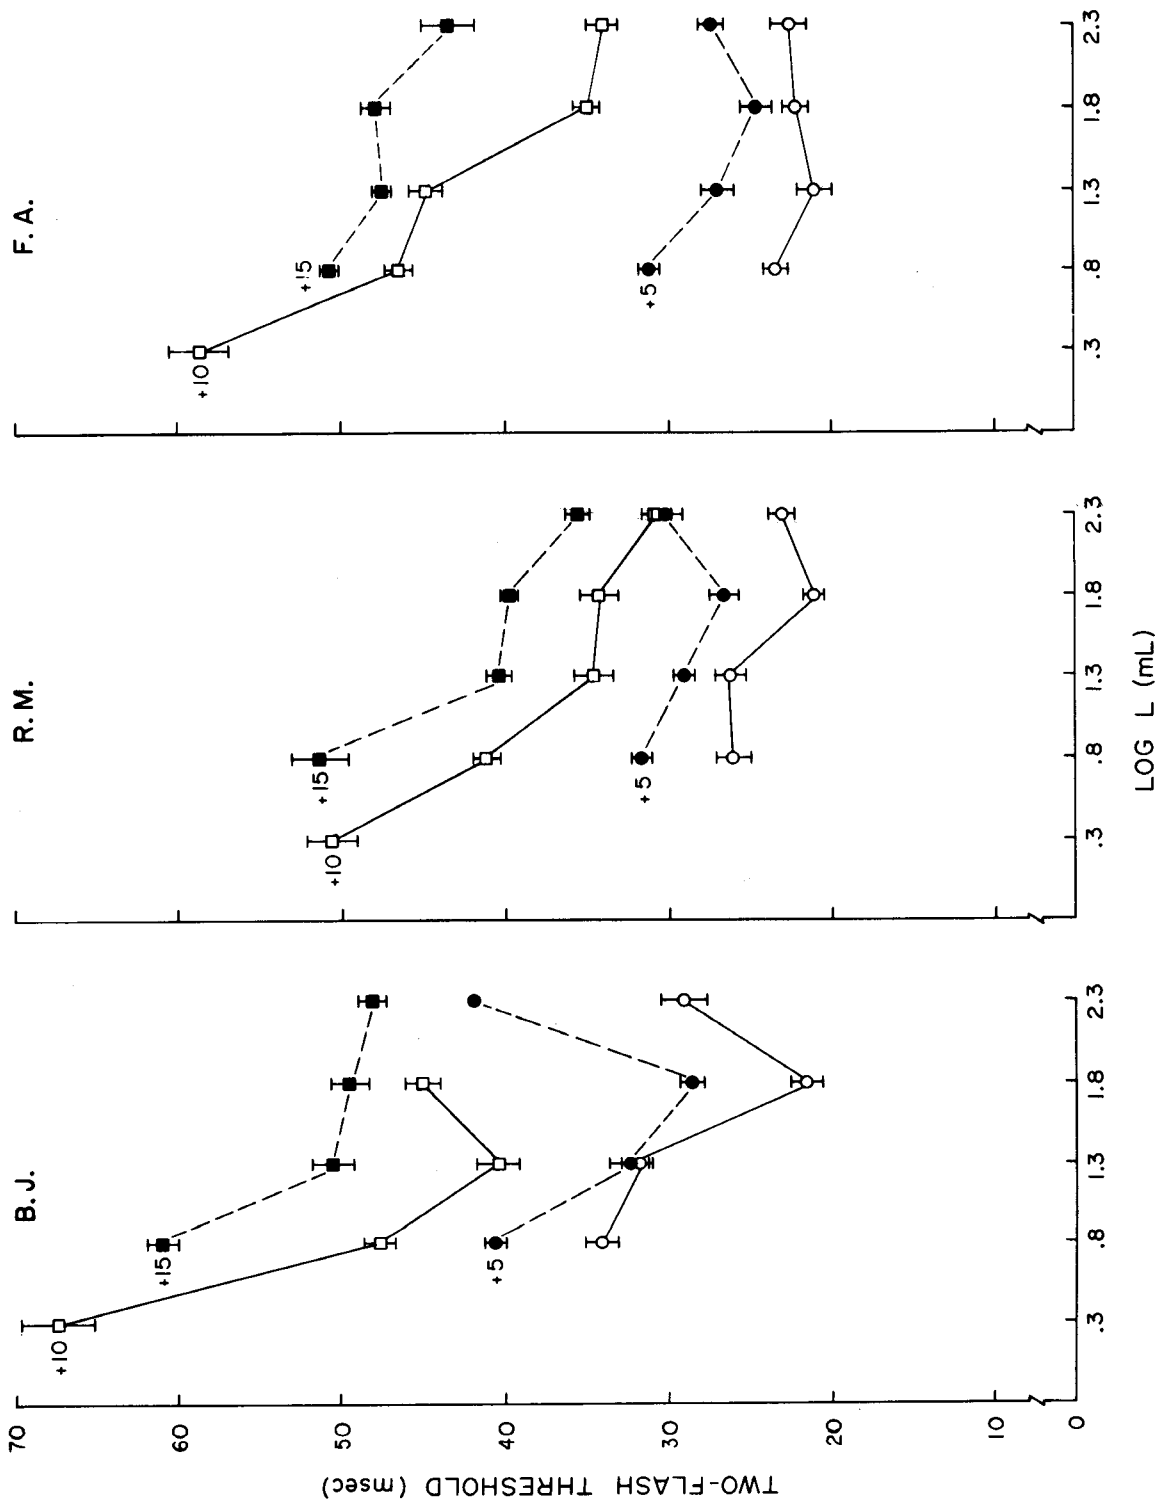 B.J.
R.M.
F.A.
TWO-FLASH THRESHOLD (msec)
70
60
50
40
30
20
10
0
+10
+15
+5
+10
+15
+5
+10
+15
+5
.3 .8 1.3 1.8 2.3
.3 .8 1.3 1.8 2.3
.3 .8 1.3 1.8 2.3
LOG L (mL)